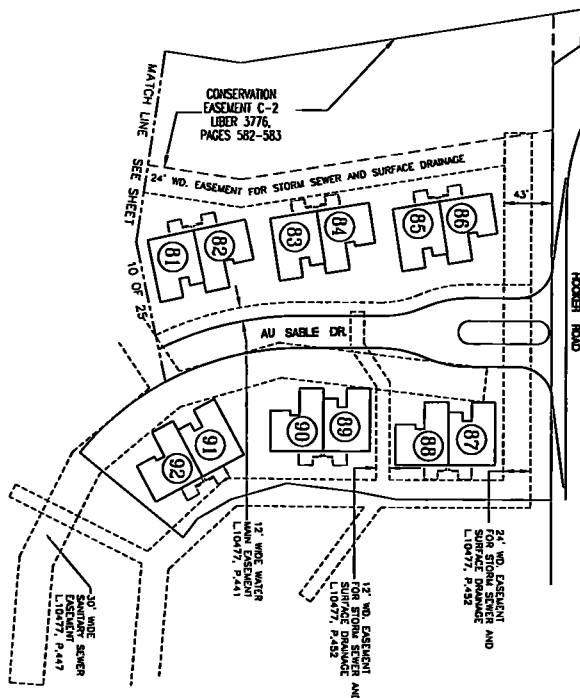 CONSERVATION
EASEMENT C-2
LIBER 3776,
PAGES 582-583
MATCH LINE SEE SHEET 10 OF 25
24' WD. EASEMENT FOR STORM SEWER AND SURFACE DRAINAGE
43'
81
82
83
84
85
86
AU SABLE DR.
87
88
89
90
91
92
24' WD. EASEMENT
FOR STORM SEWER AND
SURFACE DRAINAGE
L.10477, P.452
12' WD. EASEMENT
FOR STORM SEWER AN
SURFACE DRAINAGE
L.10477, P.452
12' WIDE WATER
MAIN EASEMENT
L.10477, P.441
30' WIDE
SANITARY SEWER
EASEMENT
L.10477, P.447
ROAD